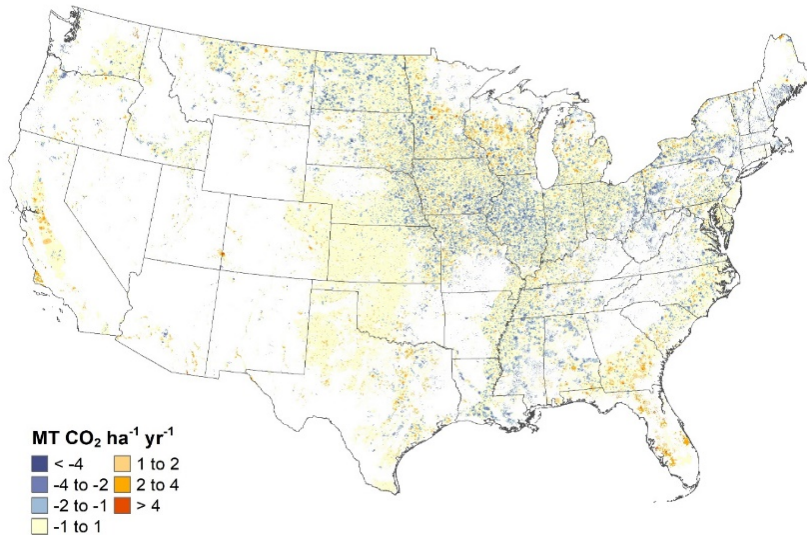 MT CO₂ ha⁻¹ yr⁻¹
< -4
-4 to -2
-2 to -1
-1 to 1
1 to 2
2 to 4
> 4